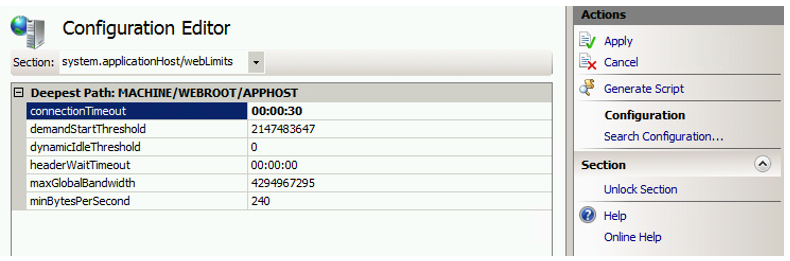 Configuration Editor
Section: system.applicationHost/webLimits
Deepest Path: MACHINE/WEBROOT/APPHOST
connectionTimeout 00:00:30
demandStartThreshold 2147483647
dynamicIdleThreshold 0
headerWaitTimeout 00:00:00
maxGlobalBandwidth 4294967295
minBytesPerSecond 240
Actions
Apply
Cancel
Generate Script
Configuration
Search Configuration...
Section
Unlock Section
Help
Online Help